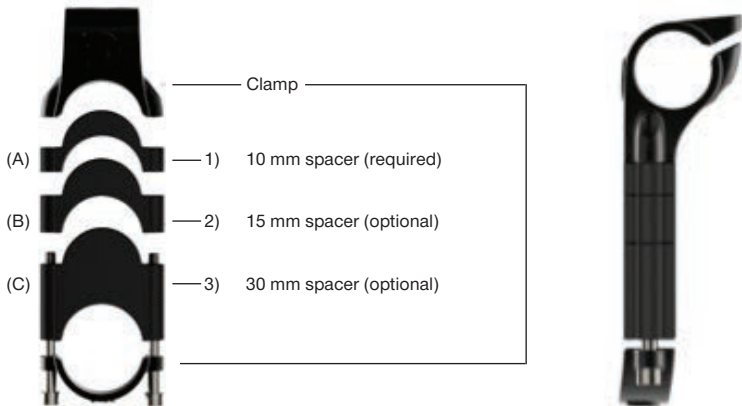 Clamp
(A) 1) 10 mm spacer (required)
(B) 2) 15 mm spacer (optional)
(C) 3) 30 mm spacer (optional)